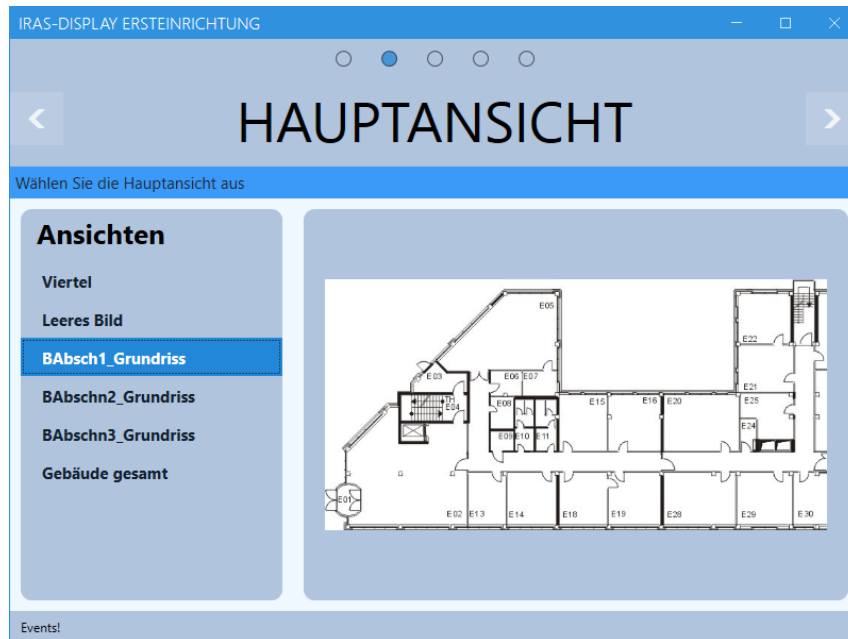 IRAS-DISPLAY ERSTEINRICHTUNG
HAUPTANSICHT
Wählen Sie die Hauptansicht aus
Ansichten
Viertel
Leeres Bild
BAbsch1_Grundriss
BAbschn2_Grundriss
BAbschn3_Grundriss
Gebäude gesamt
E05
E22
E03
E06 E07
E21
TH
E04
E08
E15
E16
E20
E25
E24
E09
E10
E11
E01
E02
E13
E14
E18
E19
E28
E29
E30
Events!